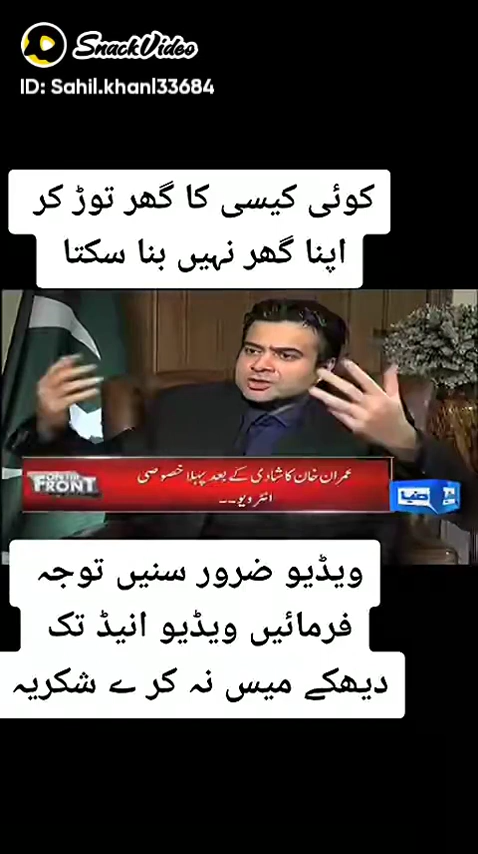 SnackVideo
ID: Sahil.khanl33684
کوئی کیسی کا گھر توڑ کر
اپنا گھر نہیں بنا سکتا
عمران خان کا شادی کے بعد پہلا خصوصی
انٹرویو۔۔
ON THE
FRONT
دنیا
ویڈیو ضرور سنیں توجہ
فرمائیں ویڈیو انیڈ تک
دیھکے میس نہ کر ے شکریہ